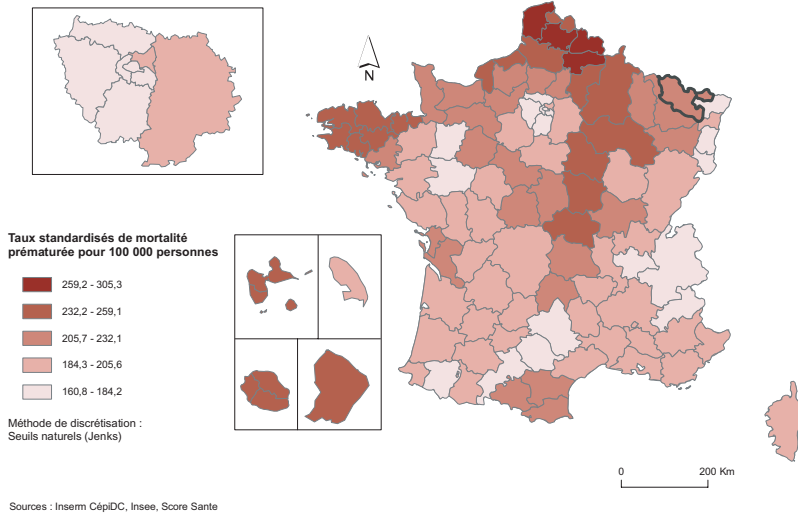 N
Taux standardisés de mortalité
prématurée pour 100 000 personnes
259,2 - 305,3
232,2 - 259,1
205,7 - 232,1
184,3 - 205,6
160,8 - 184,2
Méthode de discrétisation :
Seuils naturels (Jenks)
0 200 Km
Sources : Inserm CépiDC, Insee, Score Sante